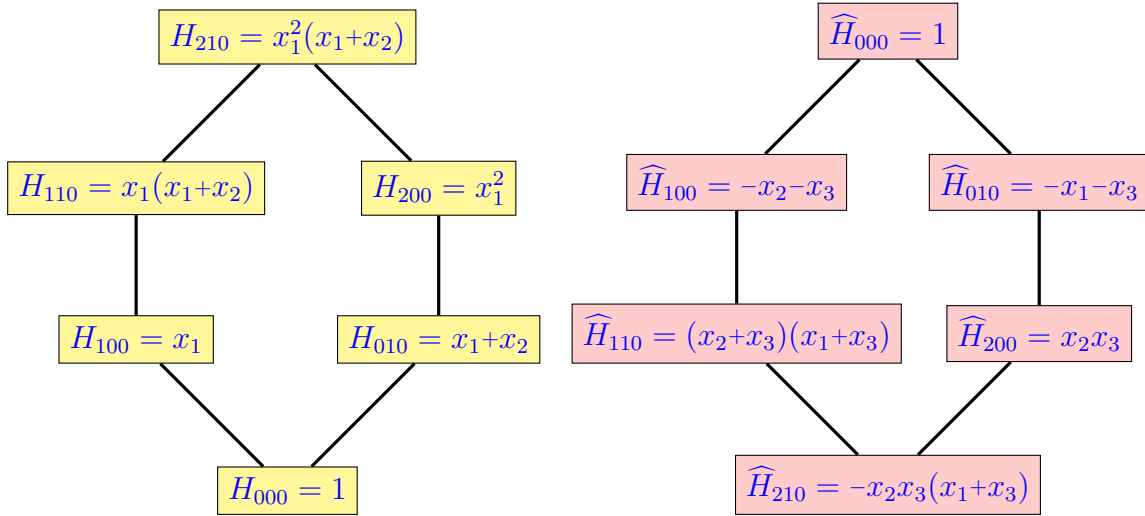 H_{210} = x_1^2(x_1+x_2)
H_{110} = x_1(x_1+x_2)
H_{200} = x_1^2
H_{100} = x_1
H_{010} = x_1+x_2
H_{000} = 1
\widehat{H}_{000} = 1
\widehat{H}_{100} = -x_2-x_3
\widehat{H}_{010} = -x_1-x_3
\widehat{H}_{110} = (x_2+x_3)(x_1+x_3)
\widehat{H}_{200} = x_2x_3
\widehat{H}_{210} = -x_2x_3(x_1+x_3)